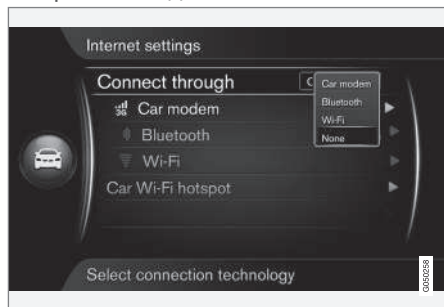 Internet settings
Connect through
Car modem
Bluetooth
Wi-Fi
None
3G Car modem
Bluetooth
Wi-Fi
Car Wi-Fi hotspot
Select connection technology
G050258